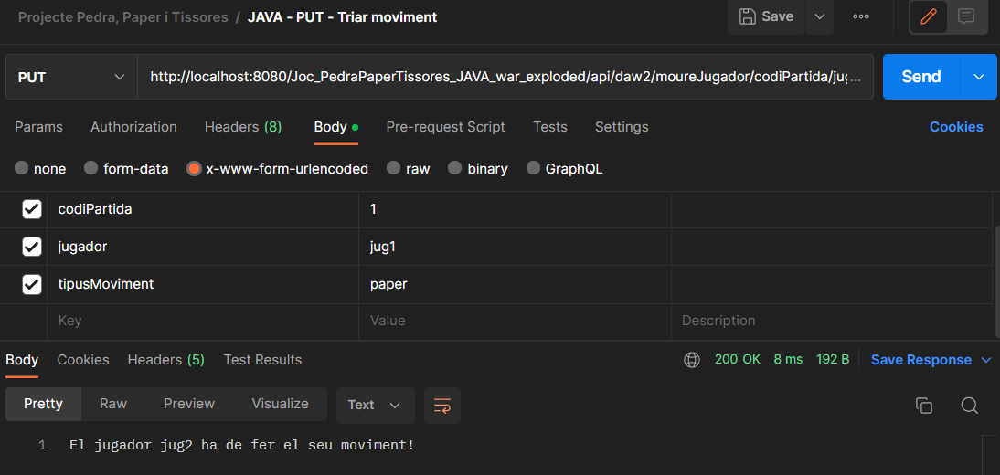 Projecte Pedra, Paper i Tissores / JAVA - PUT - Triar moviment Save
PUT http://localhost:8080/Joc_PedraPaperTissores_JAVA_war_exploded/api/daw2/moureJugador/codiPartida/jug... Send
Params Authorization Headers (8) Body Pre-request Script Tests Settings Cookies
none form-data x-www-form-urlencoded raw binary GraphQL
codiPartida 1
jugador jug1
tipusMoviment paper
Key Value Description
Body Cookies Headers (5) Test Results 200 OK 8 ms 192 B Save Response
Pretty Raw Preview Visualize Text
1 El jugador jug2 ha de fer el seu moviment!